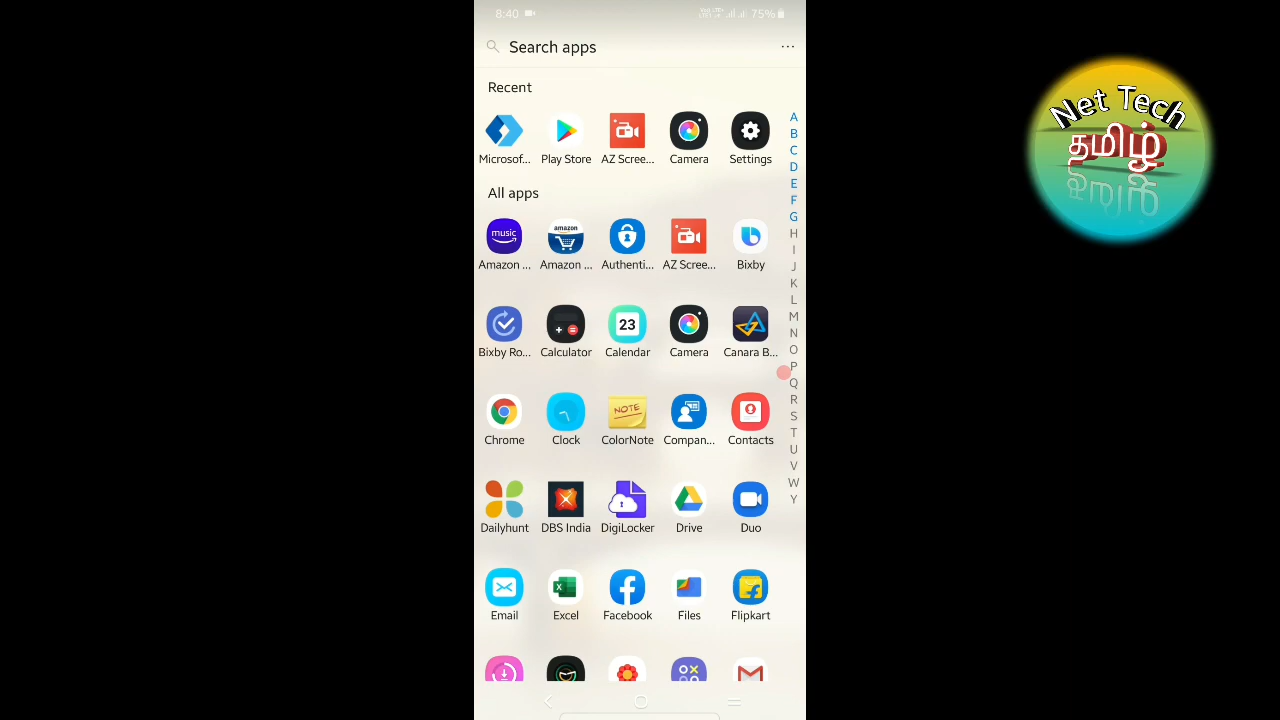 8:40
75%
Search apps
Recent
Microsof...
Play Store
AZ Scree...
Camera
Settings
All apps
music
Amazon ...
amazon
Amazon ...
Authenti...
AZ Scree...
Bixby
Bixby Ro...
Calculator
23
Calendar
Camera
Canara B...
Chrome
Clock
NOTE
ColorNote
Compan...
Contacts
Dailyhunt
DBS India
DigiLocker
Drive
Duo
Email
Excel
Facebook
Files
Flipkart
A
B
C
D
E
F
G
H
I
J
K
L
M
N
O
P
Q
R
S
T
U
V
W
Y
Net Tech
தமிழ்